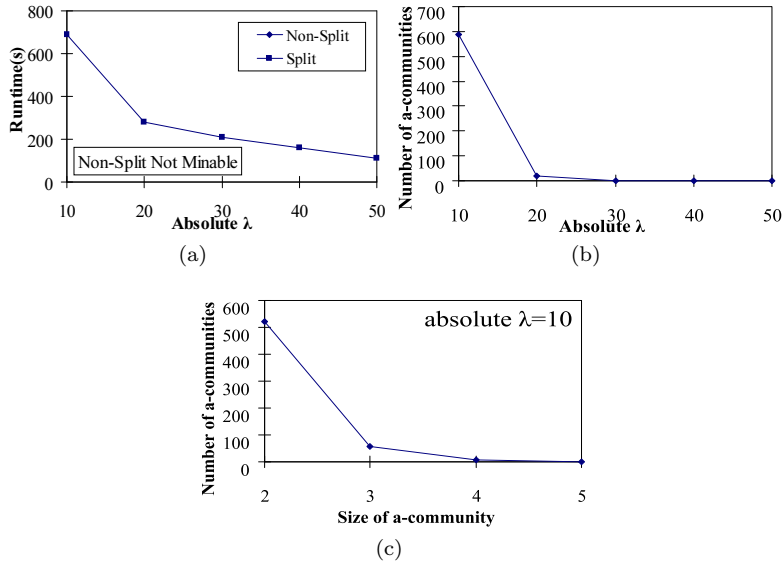 800
600
400
200
0
Runtime(s)
Non-Split
Split
Non-Split Not Minable
10 20 30 40 50
Absolute λ
(a)
700
600
500
400
300
200
100
0
Number of a-communities
10 20 30 40 50
Absolute λ
(b)
600
500
400
300
200
100
0
Number of a-communities
absolute λ=10
2 3 4 5
Size of a-community
(c)